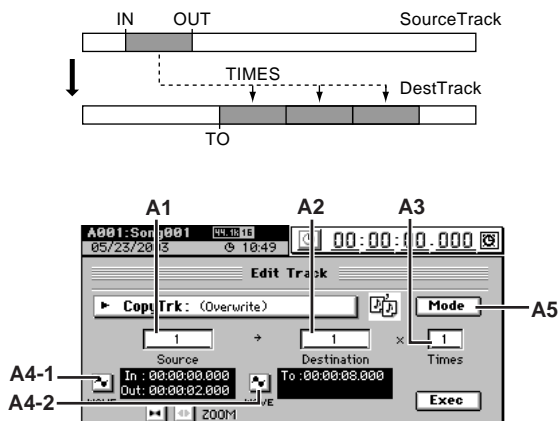 IN OUT SourceTrack
TIMES
DestTrack
TO
A1 A2 A3
A001:Song001 44.1k 16
05/23/2003 10:49 00:00:00.000
Edit Track
CopyTrk: (Overwrite) Mode A5
1 → 1 × 1
Source Destination Times
A4-1 In :00:00:00.000 To :00:00:08.000
Out: 00:00:02.000
A4-2 Exec
ZOOM